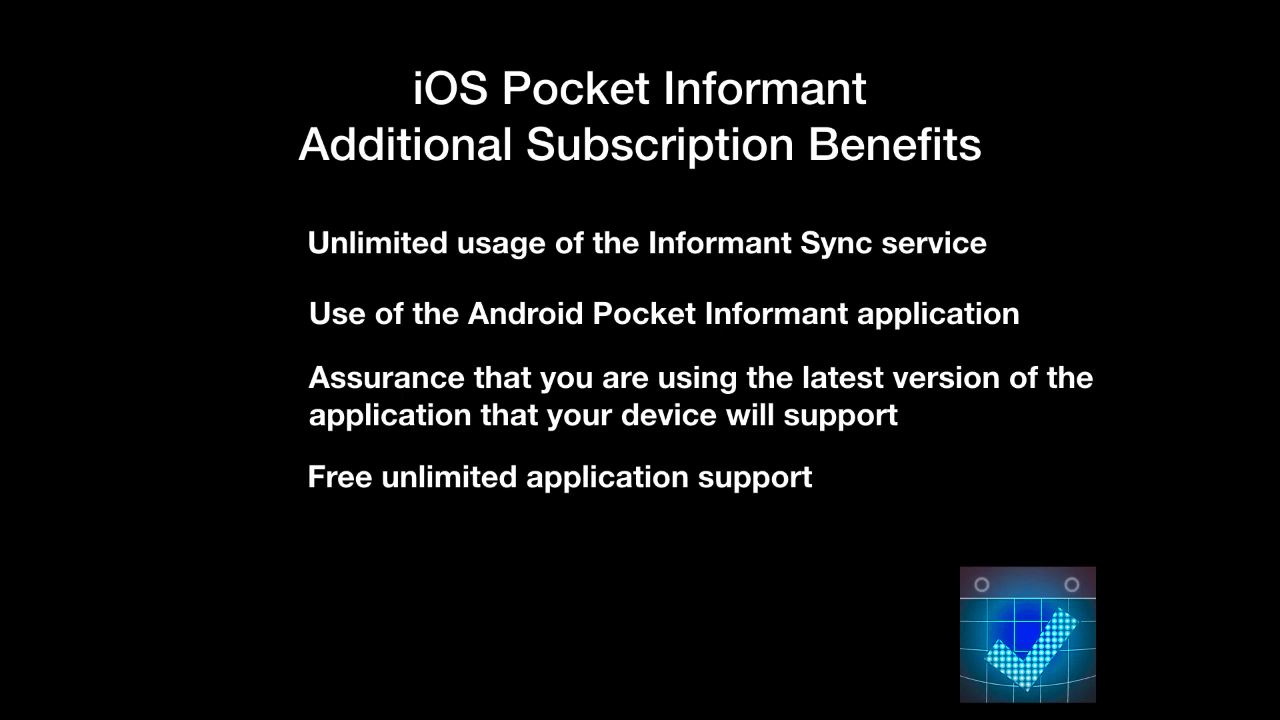 iOS Pocket Informant
Additional Subscription Benefits
Unlimited usage of the Informant Sync service
Use of the Android Pocket Informant application
Assurance that you are using the latest version of the
application that your device will support
Free unlimited application support